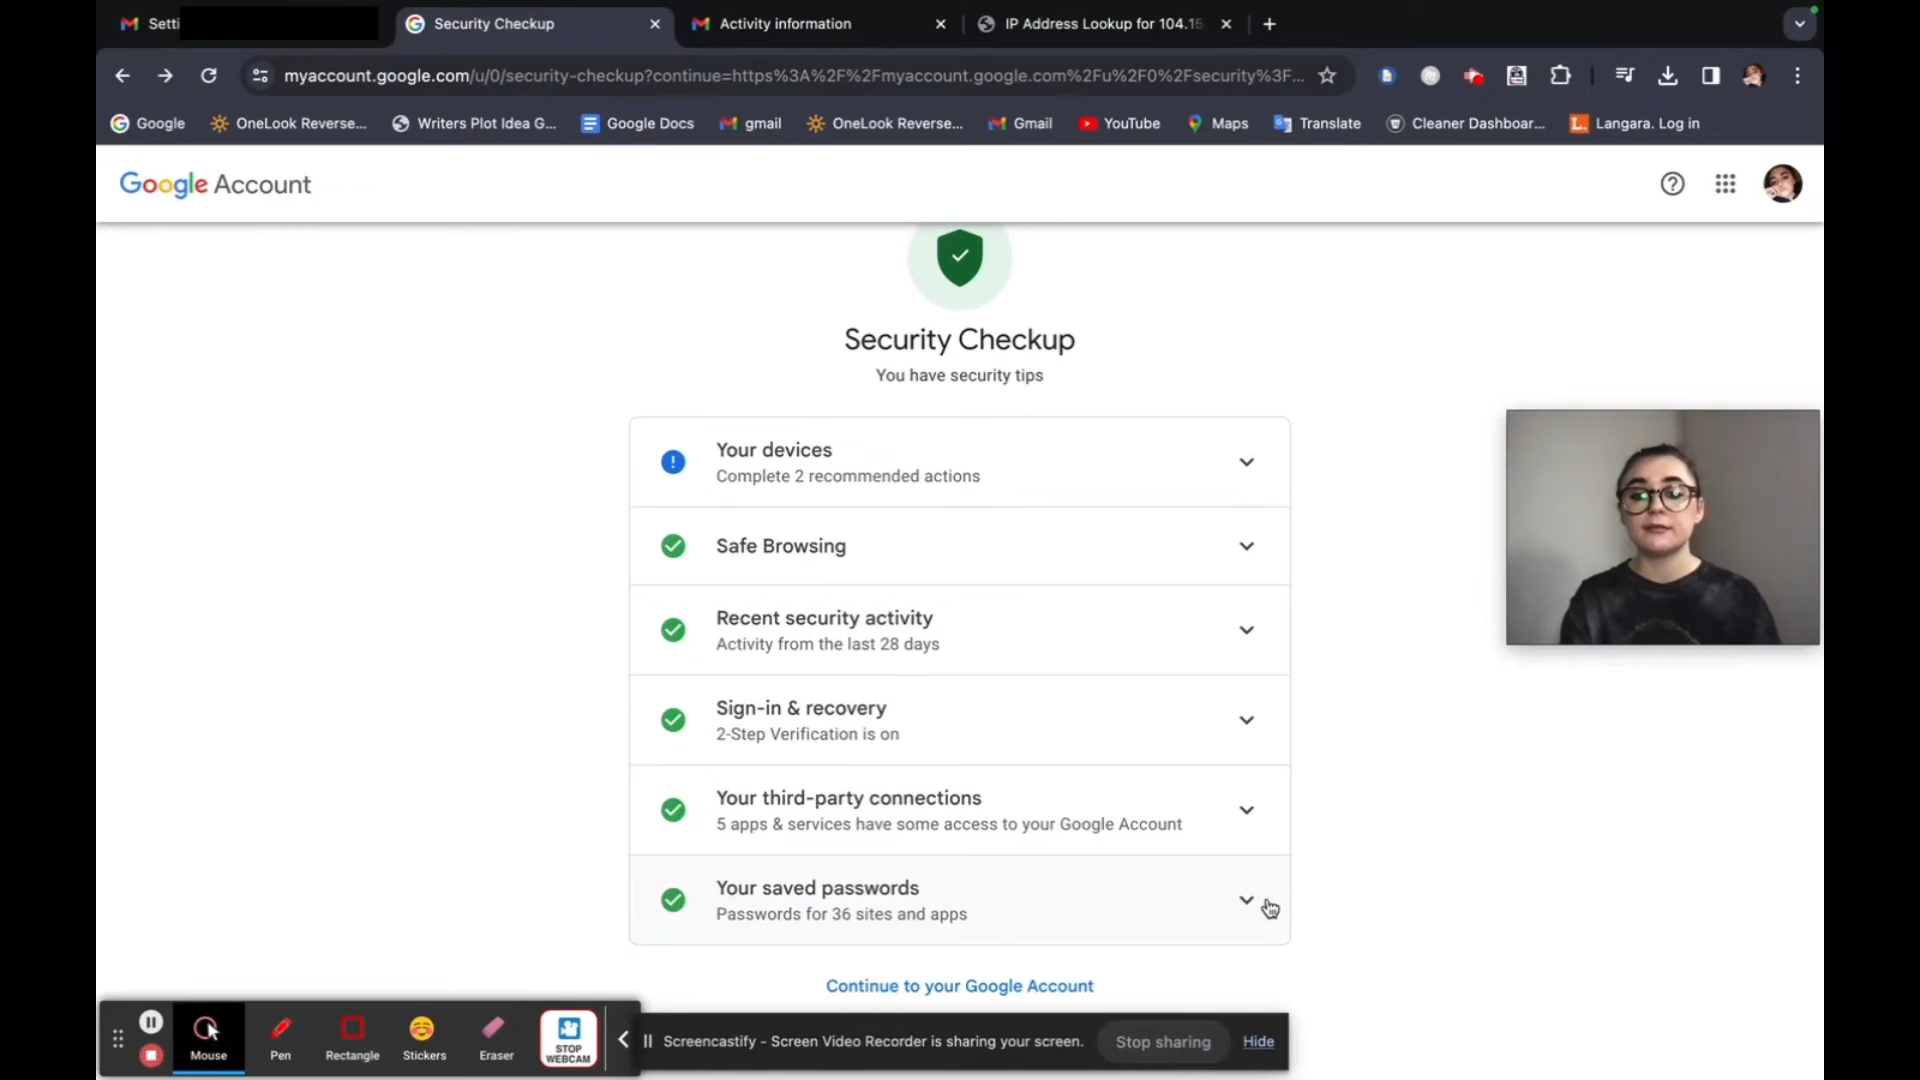 Setti
Security Checkup
Activity information
IP Address Lookup for 104.15
myaccount.google.com/u/0/security-checkup?continue=https%3A%2F%2Fmyaccount.google.com%2Fu%2F0%2Fsecurity%3F...
Google
OneLook Reverse...
Writers Plot Idea G...
Google Docs
gmail
OneLook Reverse...
Gmail
YouTube
Maps
Translate
Cleaner Dashboar...
L.
Langara. Log in
Google Account
Security Checkup
You have security tips
Your devices
Complete 2 recommended actions
Safe Browsing
Recent security activity
Activity from the last 28 days
Sign-in & recovery
2-Step Verification is on
Your third-party connections
5 apps & services have some access to your Google Account
Your saved passwords
Passwords for 36 sites and apps
Continue to your Google Account
Mouse
Pen
Rectangle
Stickers
Eraser
STOP
WEBCAM
Screencastify - Screen Video Recorder is sharing your screen.
Stop sharing
Hide